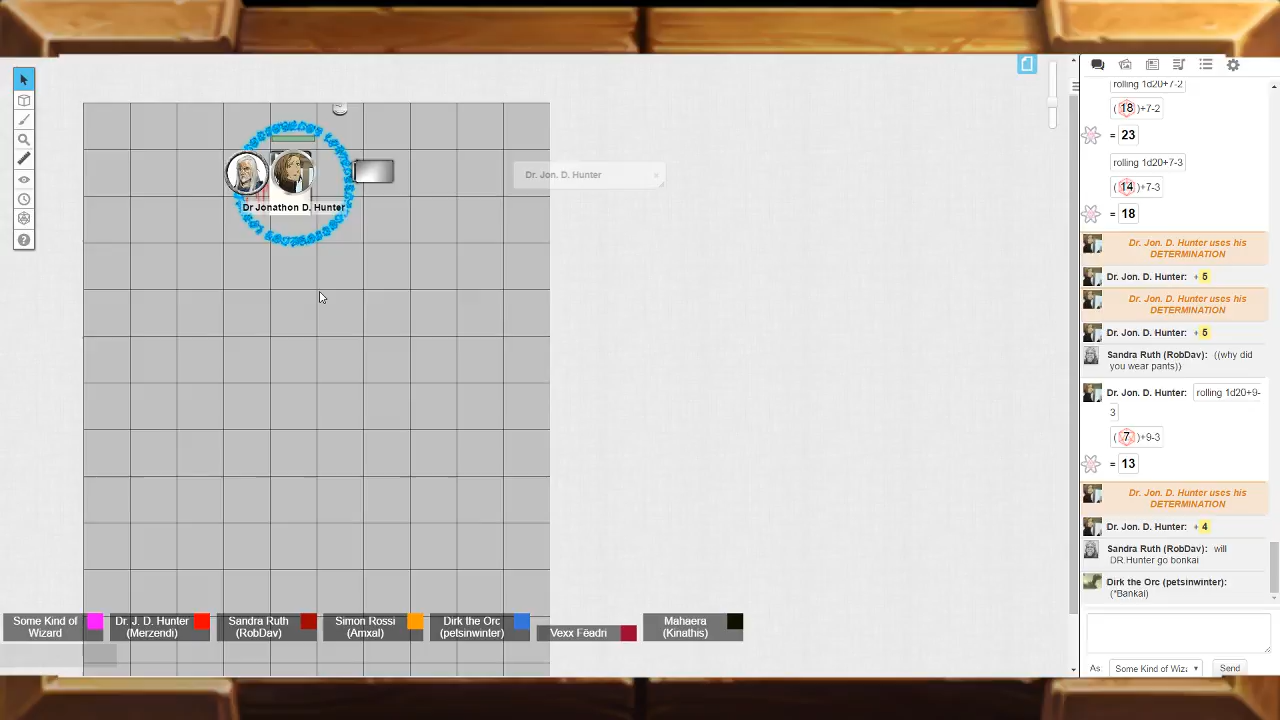 Dr Jonathon D. Hunter
Dr. Jon. D. Hunter
Some Kind of
Wizard
Dr. J. D. Hunter
(Merzendi)
Sandra Ruth
(RobDav)
Simon Rossi
(Amxal)
Dirk the Orc
(petsinwinter)
Vexx Fëadri
Mahaera
(Kinathis)
rolling 1d20+7-2
(18)+7-2
= 23
rolling 1d20+7-3
(14)+7-3
= 18
Dr. Jon. D. Hunter uses his
DETERMINATION
Dr. Jon. D. Hunter: + 5
Dr. Jon. D. Hunter uses his
DETERMINATION
Dr. Jon. D. Hunter: + 5
Sandra Ruth (RobDav): ((why did
you wear pants))
Dr. Jon. D. Hunter: rolling 1d20+9-
3
(7)+9-3
= 13
Dr. Jon. D. Hunter uses his
DETERMINATION
Dr. Jon. D. Hunter: + 4
Sandra Ruth (RobDav): will
DR Hunter go bonkai
Dirk the Orc (petsinwinter):
(*Bankai)
As Some Kind of Wiz Send